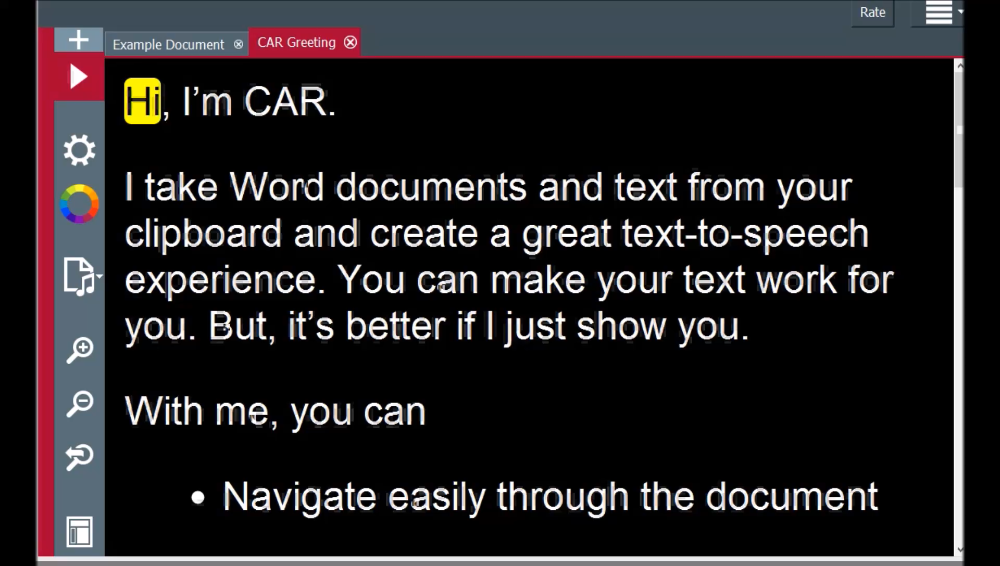 Rate
Example Document
CAR Greeting
Hi, I’m CAR.
I take Word documents and text from your
clipboard and create a great text-to-speech
experience. You can make your text work for
you. But, it’s better if I just show you.
With me, you can
• Navigate easily through the document